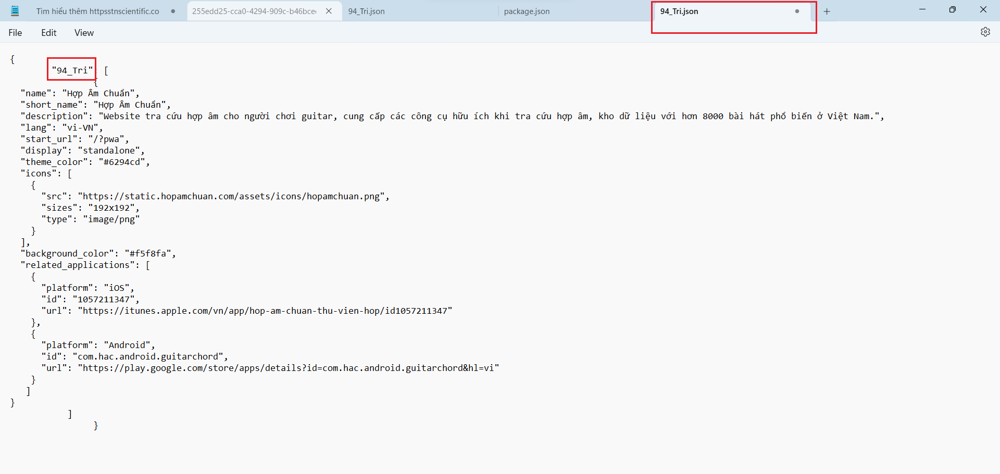 Tìm hiểu thêm httpsstnscientific.co
255edd25-cca0-4294-909c-b46bce
94_Tri.json
package.json
94_Tri.json
File Edit View
{
"94_Tri" [
{
"name": "Hợp Âm Chuẩn",
"short_name": "Hợp Âm Chuẩn",
"description": "Website tra cứu hợp âm cho người chơi guitar, cung cấp các công cụ hữu ích khi tra cứu hợp âm, kho dữ liệu với hơn 8000 bài hát phổ biến ở Việt Nam.",
"lang": "vi-VN",
"start_url": "/?pwa",
"display": "standalone",
"theme_color": "#6294cd",
"icons": [
{
"src": "https://static.hopamchuan.com/assets/icons/hopamchuan.png",
"sizes": "192x192",
"type": "image/png"
}
],
"background_color": "#f5f8fa",
"related_applications": [
{
"platform": "iOS",
"id": "1057211347",
"url": "https://itunes.apple.com/vn/app/hop-am-chuan-thu-vien-hop/id1057211347"
},
{
"platform": "Android",
"id": "com.hac.android.guitarchord",
"url": "https://play.google.com/store/apps/details?id=com.hac.android.guitarchord&hl=vi"
}
]
}
]
}